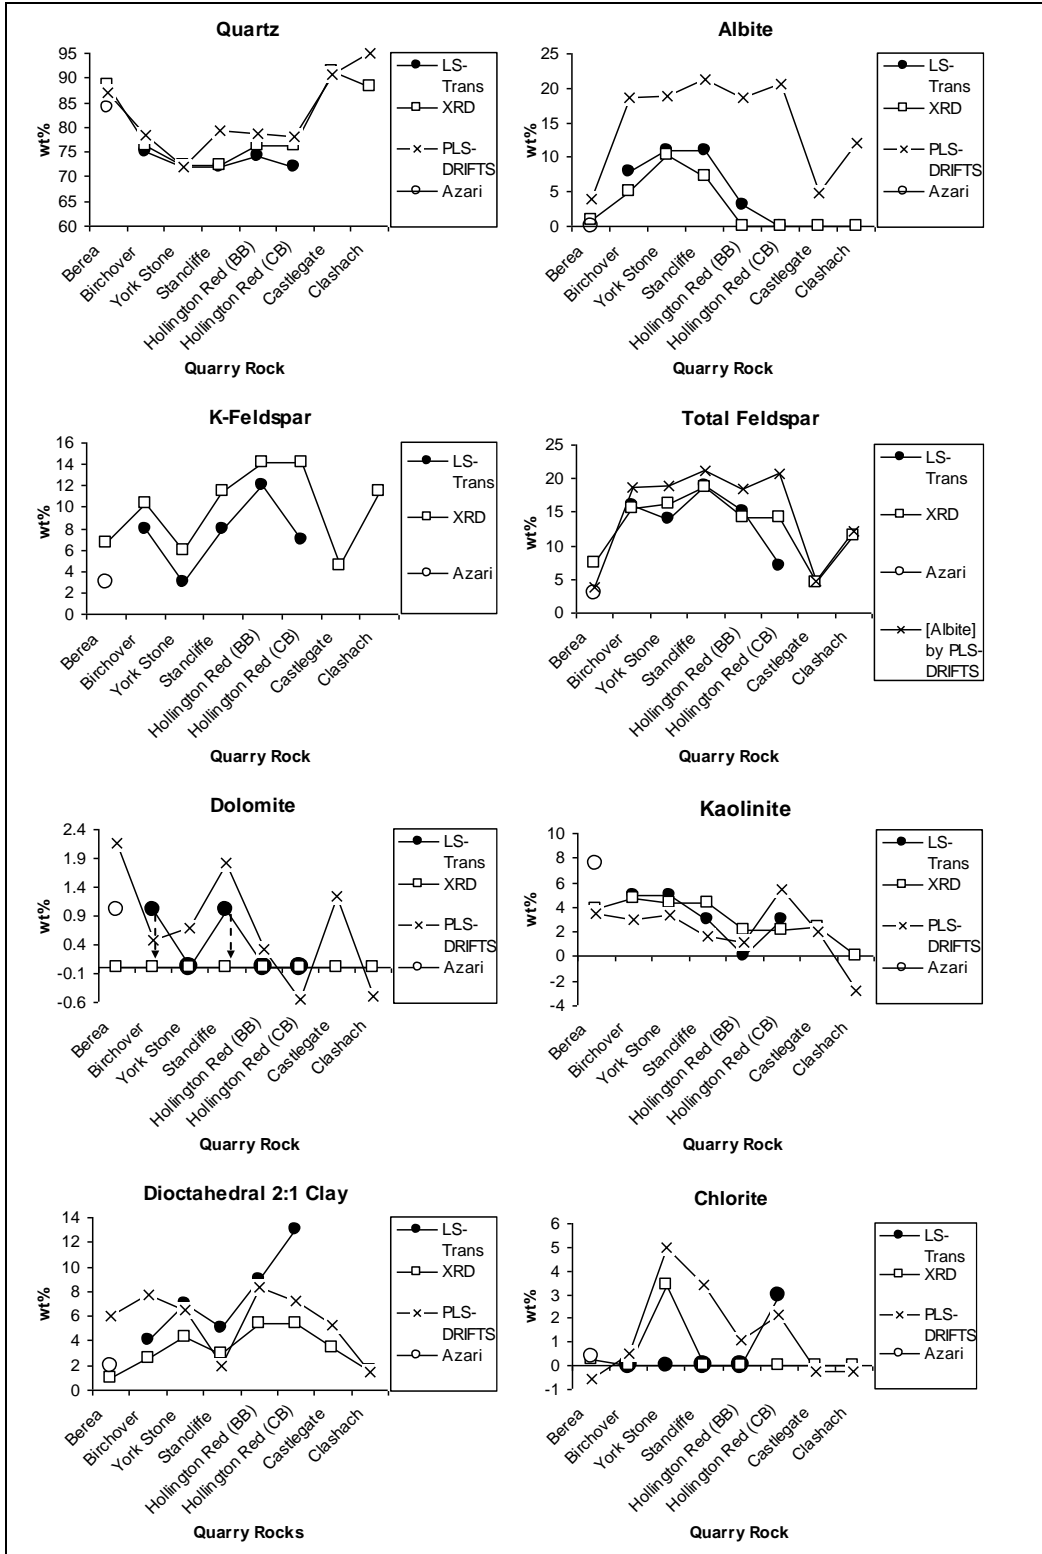 Quartz
95
90
85
80
75
70
65
60
wt%
Berea
Birchover
York Stone
Stancliffe
Hollington Red (BB)
Hollington Red (CB)
Castlegate
Clashach
Quarry Rock
LS-
Trans
XRD
PLS-
DRIFTS
Azari
Albite
25
20
15
10
5
0
wt%
Berea
Birchover
York Stone
Stancliffe
Hollington Red (BB)
Hollington Red (CB)
Castlegate
Clashach
Quarry Rock
LS-
Trans
XRD
PLS-
DRIFTS
Azari
K-Feldspar
16
14
12
10
8
6
4
2
0
wt%
Berea
Birchover
York Stone
Stancliffe
Hollington Red (BB)
Hollington Red (CB)
Castlegate
Clashach
Quarry Rock
LS-
Trans
XRD
Azari
Total Feldspar
25
20
15
10
5
0
wt%
Berea
Birchover
York Stone
Stancliffe
Hollington Red (BB)
Hollington Red (CB)
Castlegate
Clashach
Quarry Rock
LS-
Trans
XRD
Azari
[Albite]
by PLS-
DRIFTS
Dolomite
2.4
1.9
1.4
0.9
0.4
-0.1
-0.6
wt%
Berea
Birchover
York Stone
Stancliffe
Hollington Red (BB)
Hollington Red (CB)
Castlegate
Clashach
Quarry Rock
LS-
Trans
XRD
PLS-
DRIFTS
Azari
Kaolinite
10
8
6
4
2
0
-2
-4
wt%
Berea
Birchover
York Stone
Stancliffe
Hollington Red (BB)
Hollington Red (CB)
Castlegate
Clashach
Quarry Rock
LS-
Trans
XRD
PLS-
DRIFTS
Azari
Dioctahedral 2:1 Clay
14
12
10
8
6
4
2
0
wt%
Berea
Birchover
York Stone
Stancliffe
Hollington Red (BB)
Hollington Red (CB)
Castlegate
Clashach
Quarry Rocks
LS-
Trans
XRD
PLS-
DRIFTS
Azari
Chlorite
6
5
4
3
2
1
0
-1
wt%
Berea
Birchover
York Stone
Stancliffe
Hollington Red (BB)
Hollington Red (CB)
Castlegate
Clashach
Quarry Rock
LS-
Trans
XRD
PLS-
DRIFTS
Azari